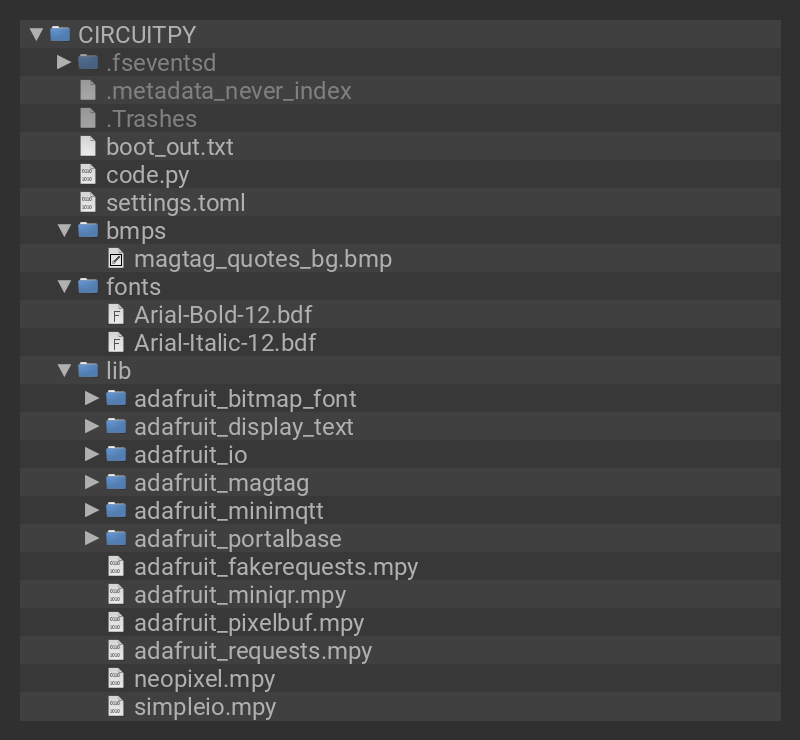 CIRCUITPY
.fseventsd
.metadata_never_index
.Trashes
boot_out.txt
code.py
settings.toml
bmps
magtag_quotes_bg.bmp
fonts
Arial-Bold-12.bdf
Arial-Italic-12.bdf
lib
adafruit_bitmap_font
adafruit_display_text
adafruit_io
adafruit_magtag
adafruit_minimqtt
adafruit_portalbase
adafruit_fakerequests.mpy
adafruit_miniqr.mpy
adafruit_pixelbuf.mpy
adafruit_requests.mpy
neopixel.mpy
simpleio.mpy